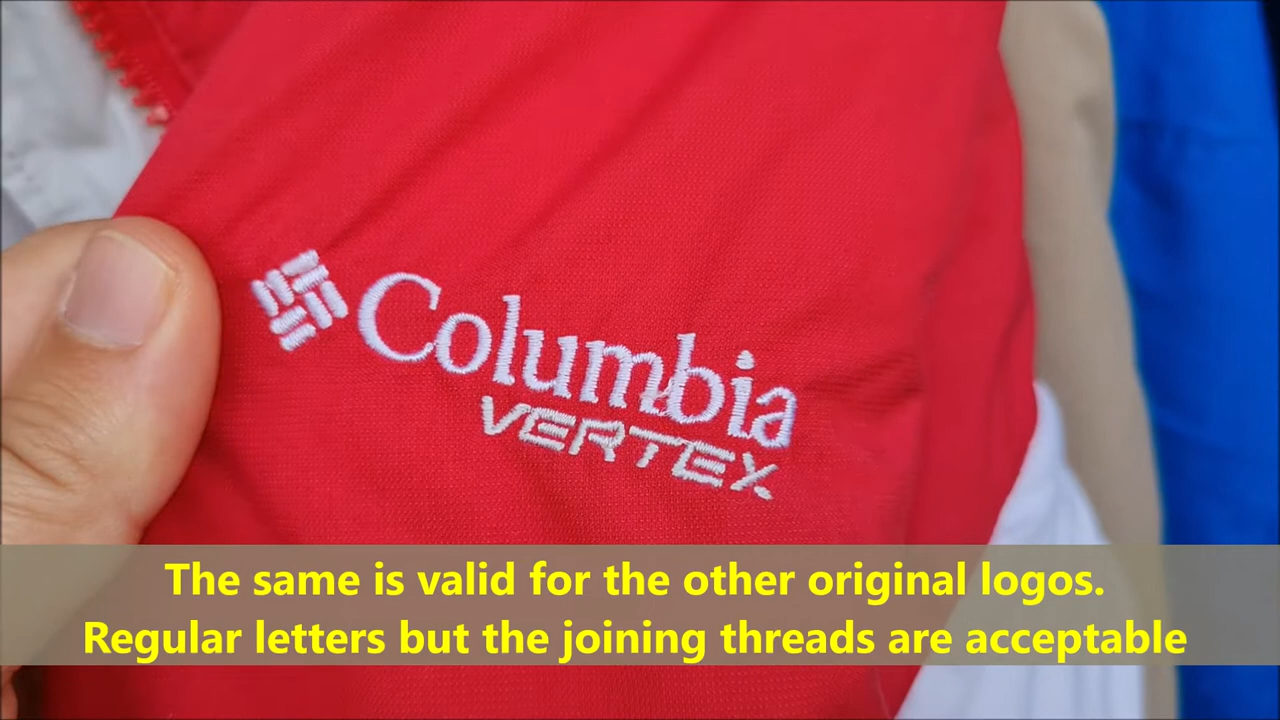 Columbia
VERTEX
The same is valid for the other original logos.
Regular letters but the joining threads are acceptable